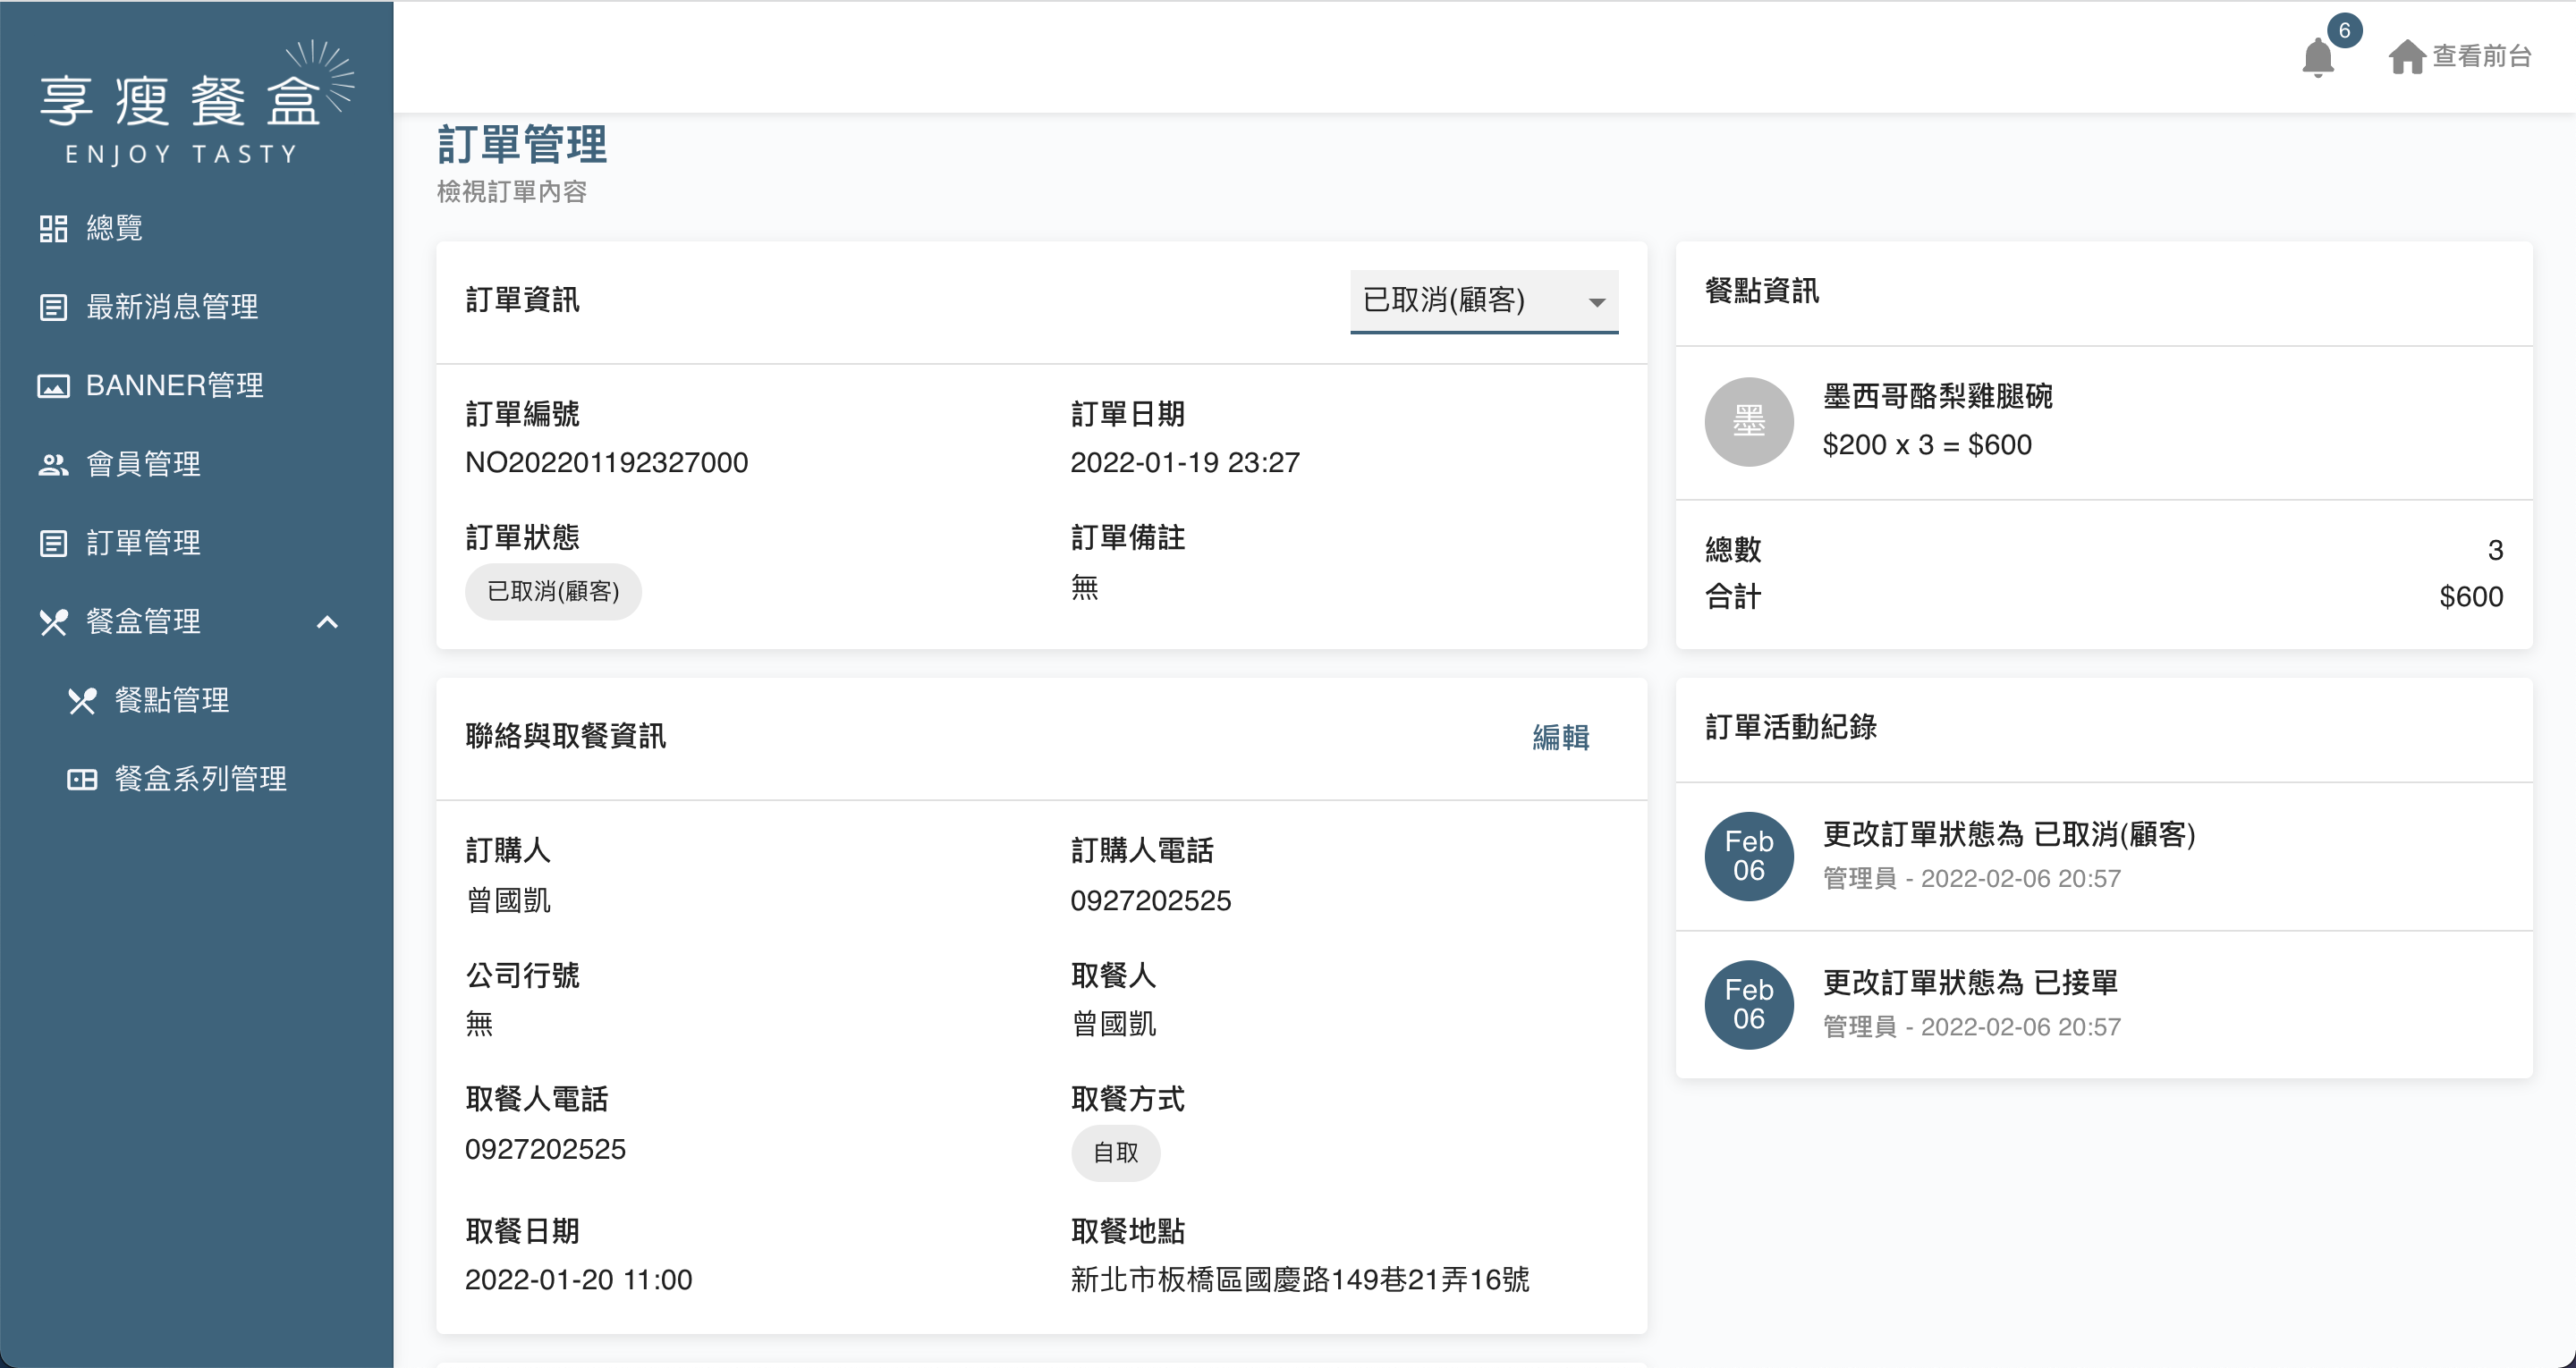 享瘦餐盒
ENJOY TASTY
總覽
最新消息管理
BANNER管理
會員管理
訂單管理
餐盒管理
餐點管理
餐盒系列管理
6
查看前台
訂單管理
檢視訂單內容
訂單資訊
已取消(顧客)
訂單編號
NO202201192327000
訂單日期
2022-01-19 23:27
訂單狀態
已取消(顧客)
訂單備註
無
餐點資訊
墨
墨西哥酪梨雞腿碗
$200 x 3 = $600
總數 3
合計 $600
聯絡與取餐資訊
編輯
訂購人
曾國凱
訂購人電話
0927202525
公司行號
無
取餐人
曾國凱
取餐人電話
0927202525
取餐方式
自取
取餐日期
2022-01-20 11:00
取餐地點
新北市板橋區國慶路149巷21弄16號
訂單活動紀錄
Feb
06
更改訂單狀態為 已取消(顧客)
管理員 - 2022-02-06 20:57
Feb
06
更改訂單狀態為 已接單
管理員 - 2022-02-06 20:57